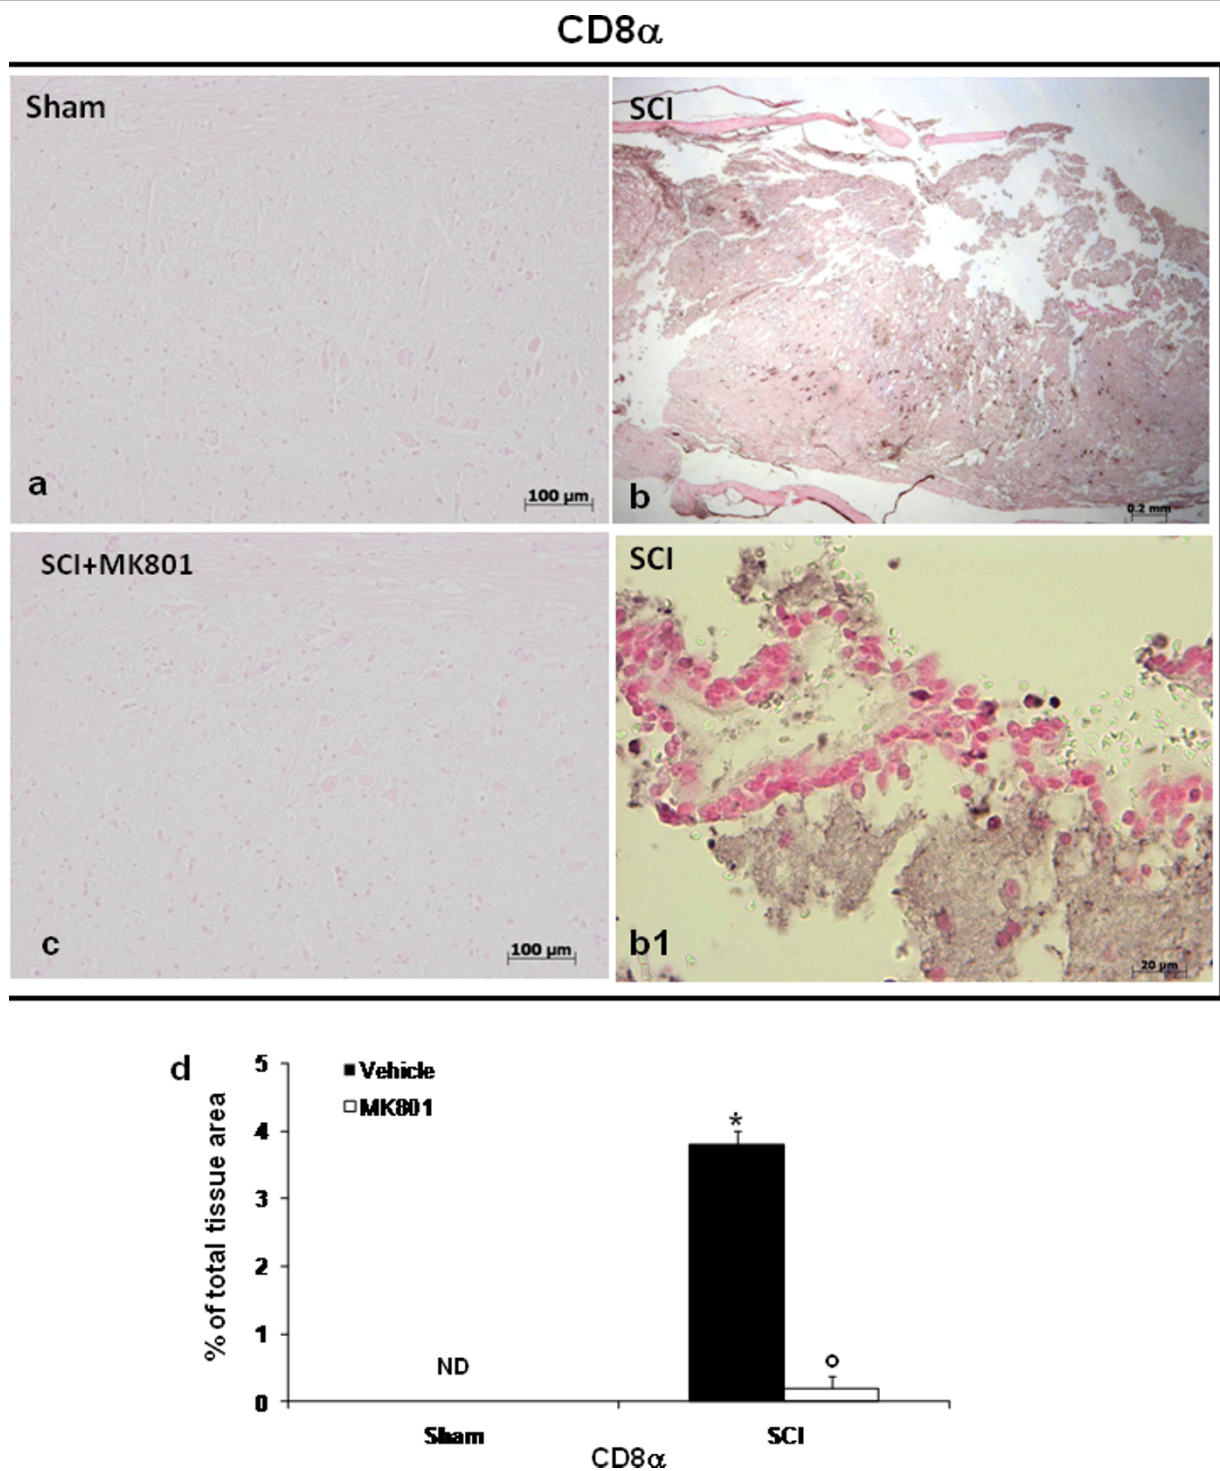 CD8α
Sham
a
100 µm
SCI
b
0.2 mm
SCI+MK801
c
100 µm
SCI
b1
20 µm
d
% of total tissue area
5
4
3
2
1
0
Vehicle
MK801
*
ND
Sham
SCI
CD8α